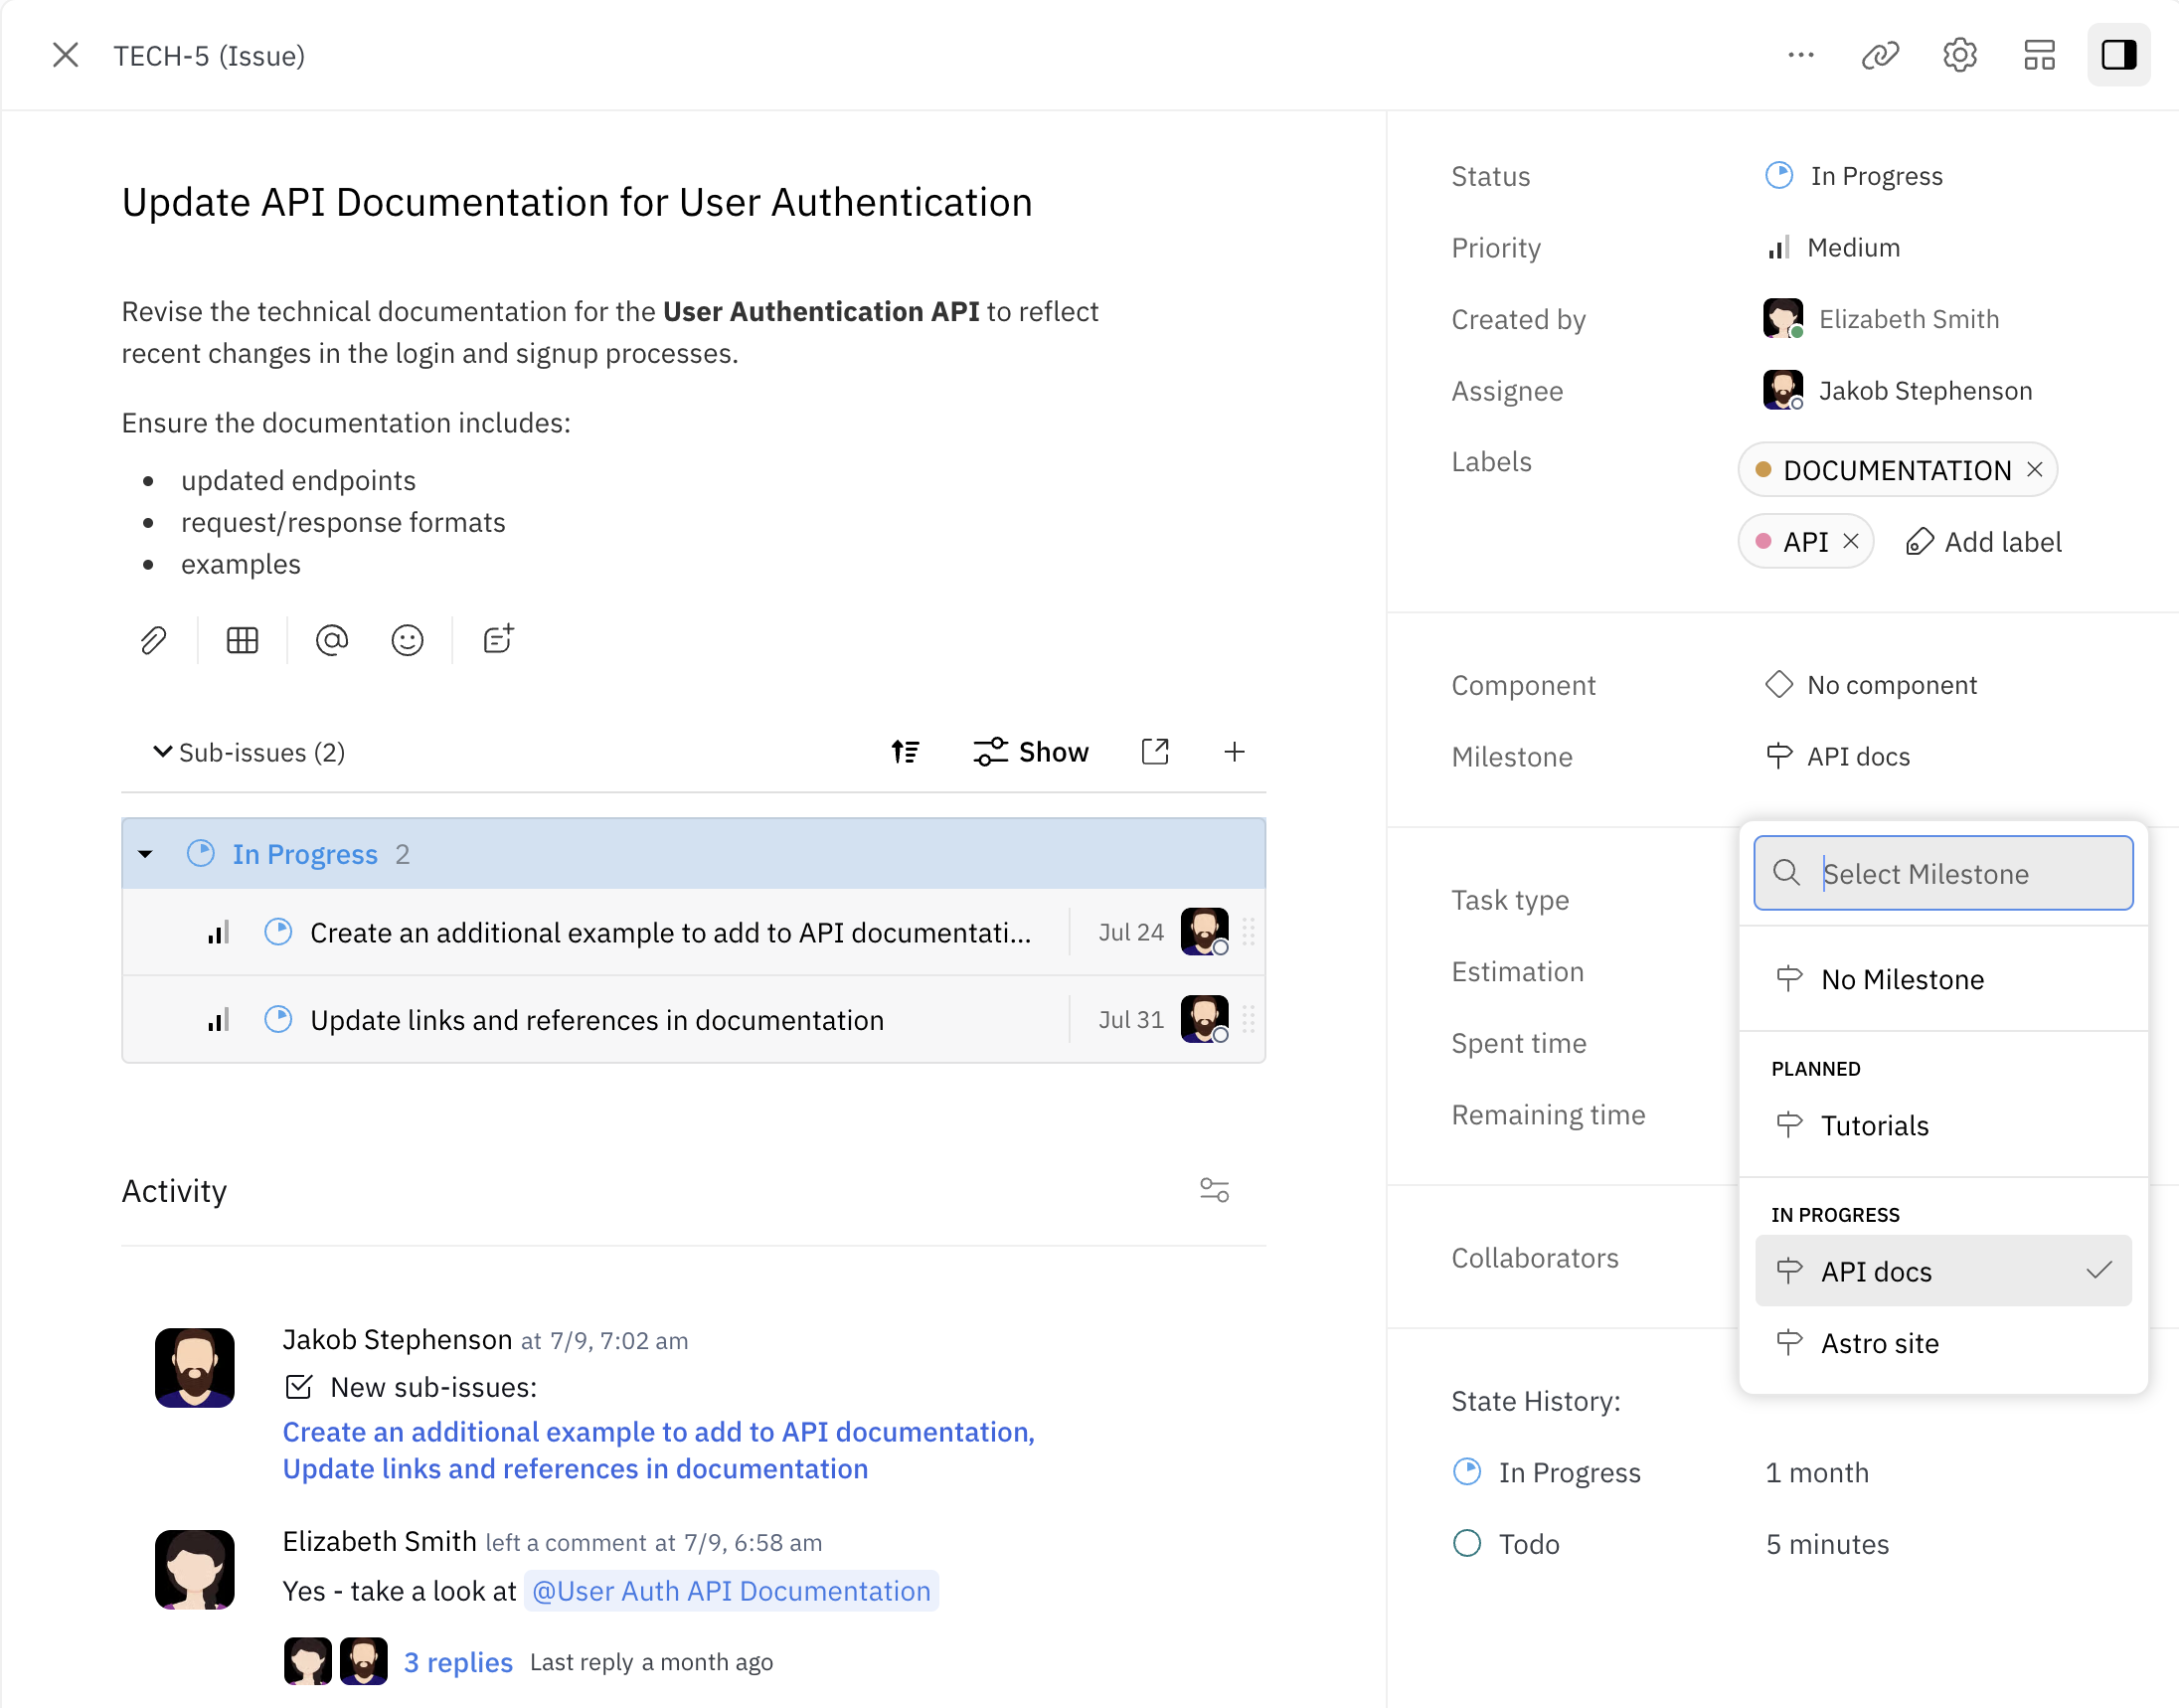 TECH-5 (Issue)
Update API Documentation for User Authentication
Revise the technical documentation for the User Authentication API to reflect
recent changes in the login and signup processes.
Ensure the documentation includes:
updated endpoints
request/response formats
examples
Sub-issues (2)
Show
In Progress 2
Create an additional example to add to API documentati...
Jul 24
Update links and references in documentation
Jul 31
Activity
Jakob Stephenson at 7/9, 7:02 am
New sub-issues:
Create an additional example to add to API documentation,
Update links and references in documentation
Elizabeth Smith left a comment at 7/9, 6:58 am
Yes - take a look at @User Auth API Documentation
3 replies Last reply a month ago
Status
In Progress
Priority
Medium
Created by
Elizabeth Smith
Assignee
Jakob Stephenson
Labels
DOCUMENTATION
API
Add label
Component
No component
Milestone
API docs
Task type
Estimation
Spent time
Remaining time
Collaborators
Select Milestone
No Milestone
PLANNED
Tutorials
IN PROGRESS
API docs
Astro site
State History:
In Progress
1 month
Todo
5 minutes